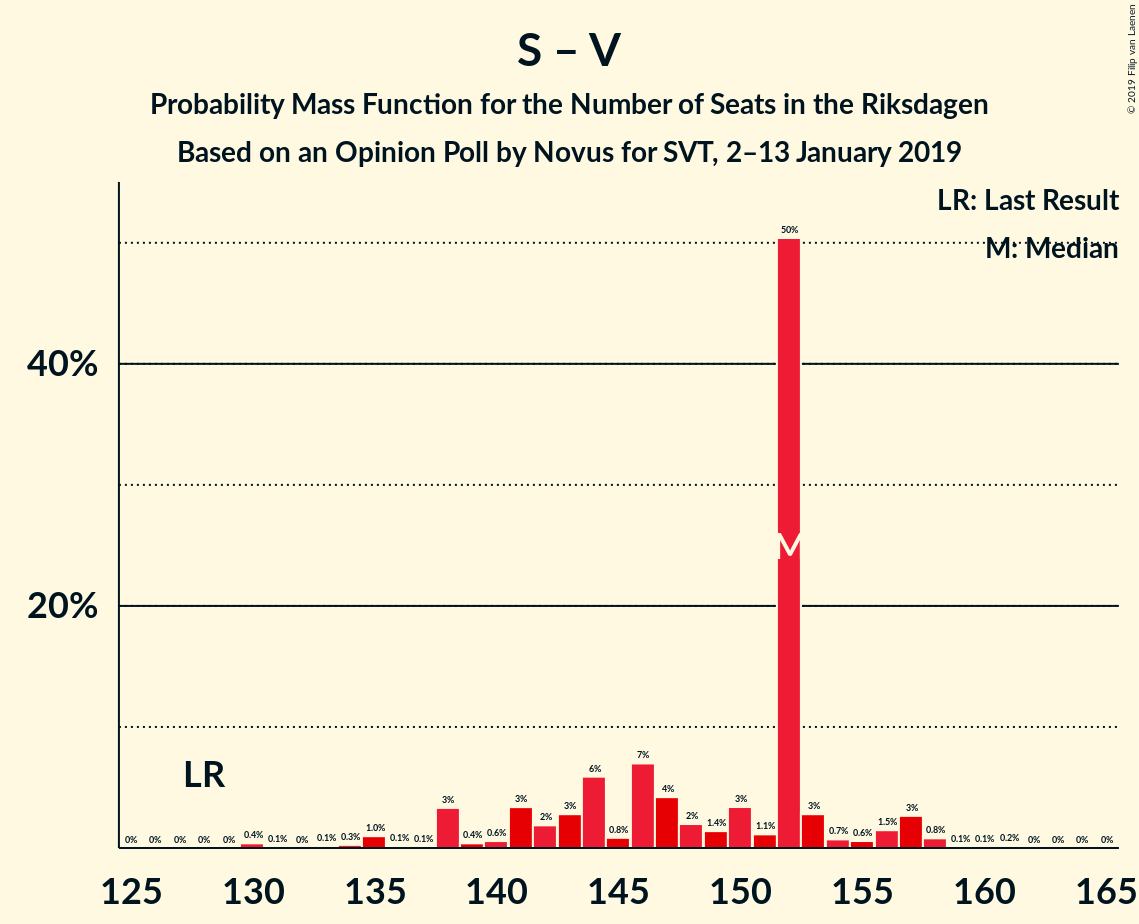 S – V
Probability Mass Function for the Number of Seats in the Riksdagen
Based on an Opinion Poll by Novus for SVT, 2–13 January 2019
© 2019 Filip van Laenen
LR: Last Result
M: Median
40%
20%
LR
M
0% 0% 0% 0% 0% 0.4% 0.1% 0% 0.1% 0.3% 1.0% 0.1% 0.1% 3% 0.4% 0.6% 3% 2% 3% 6% 0.8% 7% 4% 2% 1.4% 3% 1.1% 50% 3% 0.7% 0.6% 1.5% 3% 0.8% 0.1% 0.1% 0.2% 0% 0% 0% 0%
125 130 135 140 145 150 155 160 165